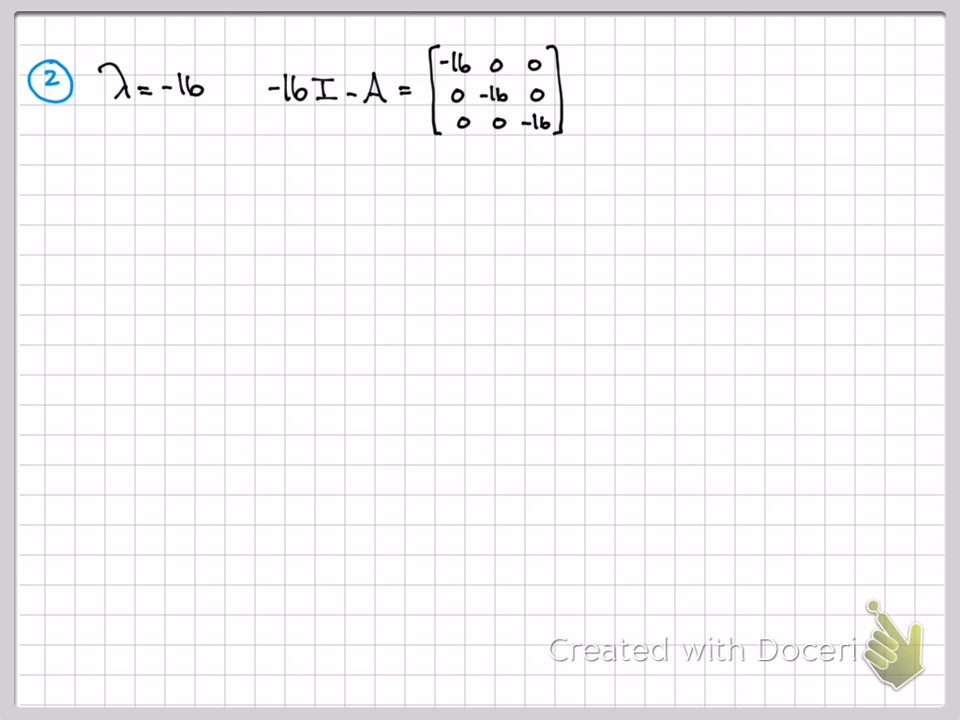 ② λ = -16 -16I - A = [-16 0 0
0 -16 0
0 0 -16]
Created with Doceri